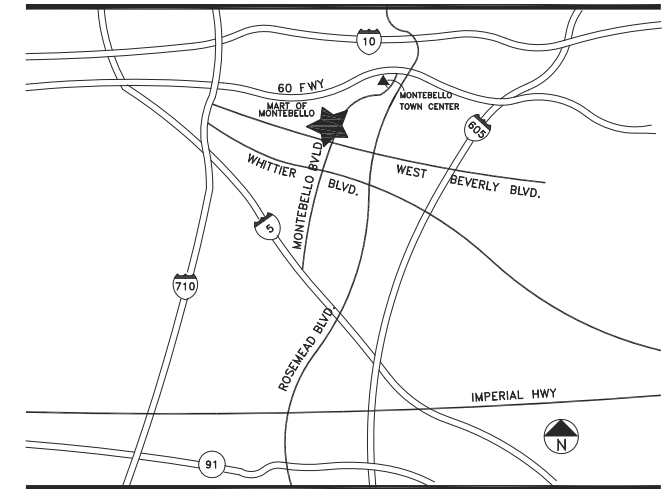 10
60 FWY
MART OF
MONTEBELLO
MONTEBELLO
TOWN CENTER
605
WHITTIER BLVD.
WEST BEVERLY BLVD.
MONTEBELLO BVLD.
5
710
ROSEMEAD BLVD.
IMPERIAL HWY
N
91